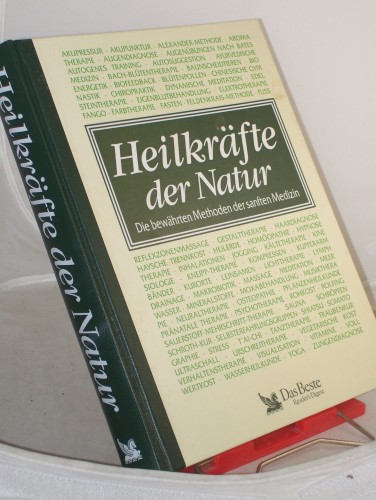 AKUPRESSUR · AKUPUNKTUR · ALEXANDER-METHODE · AROMA
THERAPIE · AUGENDIAGNOSE · AUGENÜBUNGEN NACH BATES
AUTOGENES TRAINING · AUTOSUGGESTION · AYURVEDISCHE
MEDIZIN · BACH-BLÜTENTHERAPIE · BAUNSCHEIDTIEREN · BIO
ENERGETIK · BIOFEEDBACK · BLÜTENPOLLEN · CHINESISCHE GYM
NASTIK · CHIROPRAKTIK · DYNAMISCHE MEDITATION · EDEL
STEINTHERAPIE · EIGENBLUTBEHANDLUNG · ELEKTROTHERAPIE
FANGO · FARBTHERAPIE · FASTEN · FELDENKRAIS-METHODE · FUSS
Heilkräfte
der Natur
Die bewährten Methoden der sanften Medizin
REFLEXZONENMASSAGE · GESTALTTHERAPIE · HAARDIAGNOSE
HAYSCHE TRENNKOST · HEILERDE · HOMÖOPATHIE · HYPNOSE
THERAPIE · INHALATIONEN · JOGGING · KÄLTETHERAPIE · KINE
SIOLOGIE · KNEIPP-THERAPIE · KOMPRESSEN · KUPFERARM
BÄNDER · KURORTE · LEINSAMEN · LICHTTHERAPIE · LYMPH
DRAINAGE · MAKROBIOTIK · MASSAGE · MEDITATION · MEER
WASSER · MINERALSTOFFE · MOXABEHANDLUNG · MUSIKTHERA
PIE · NEURALTHERAPIE · OSTEOPATHIE · PFLANZENHEILKUNDE
PRÄNATALE THERAPIE · PSYCHOTHERAPIE · ROHKOST · ROLFING
SAUERSTOFF-MEHRSCHRITT-THERAPIE · SAUNA · SCHRÖPFEN
SCHROTH-KUR · SELBSTERFAHRUNGSGRUPPEN · SHIATSU · SOMATO
GRAPHIE · STRESS · T'AI-CHI · TANZTHERAPIE · TRAUBENKUR
ULTRASCHALL · URSCHREITHERAPIE · VEGETARISCHE KOST
VERHALTENSTHERAPIE · VISUALISATION · VITAMINE · VOLL
WERTKOST · WASSERHEILKUNDE · YOGA · ZUNGENDIAGNOSE
Das Beste
Reader's Digest
Heilkräfte der Natur